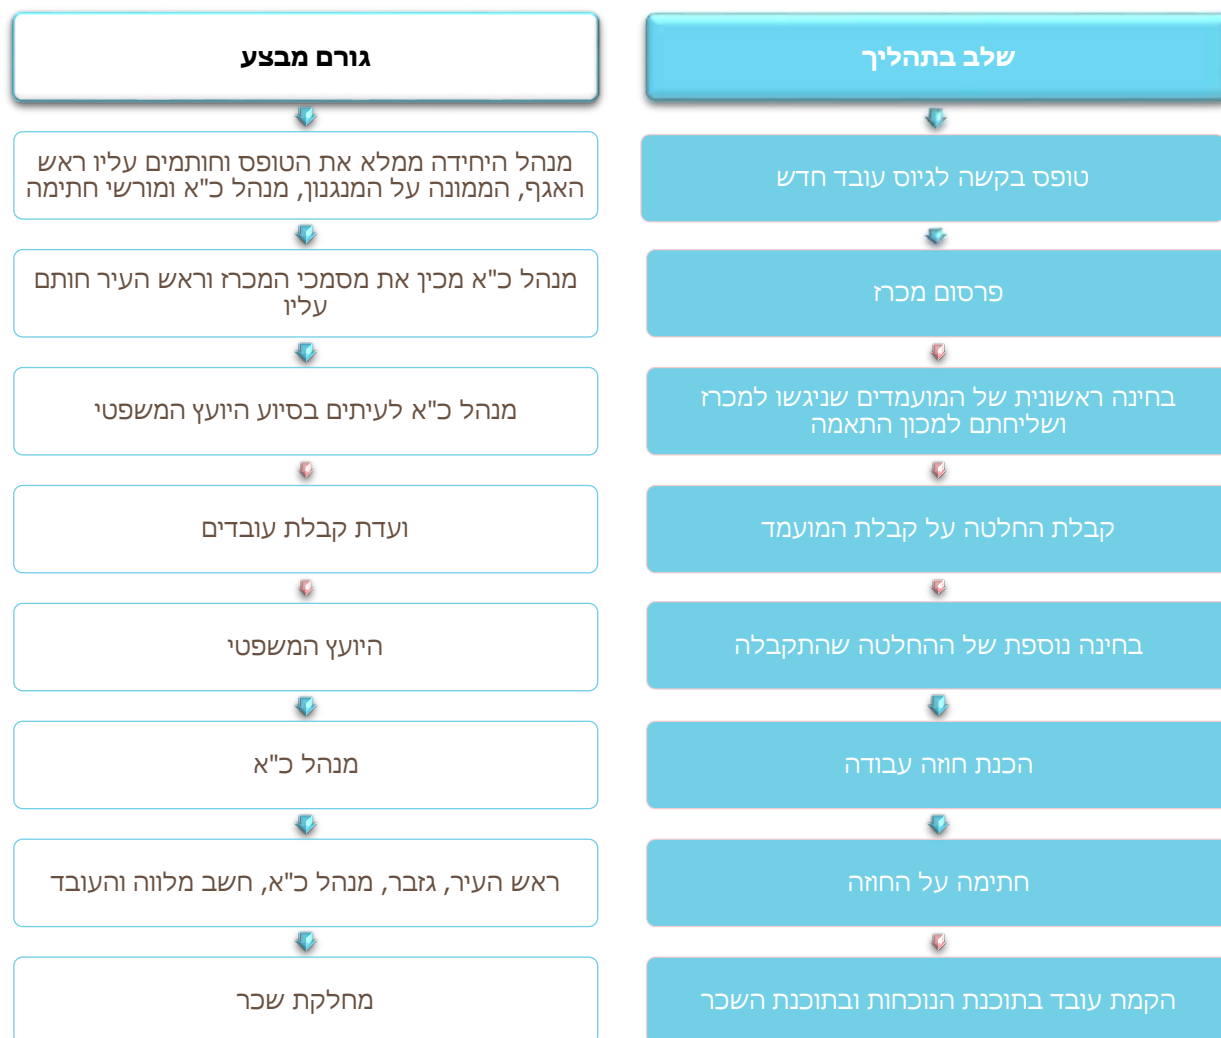 שלב בתהליך
גורם מבצע
טופס בקשה לגיוס עובד חדש
מנהל היחידה ממלא את הטופס וחותמים עליו ראש
האגף, הממונה על המנגנון, מנהל כ"א ומורשי חתימה
פרסום מכרז
מנהל כ"א מכין את מסמכי המכרז וראש העיר חותם
עליו
בחינה ראשונית של המועמדים שניגשו למכרז
ושליחתם למכון התאמה
מנהל כ"א לעיתים בסיוע היועץ המשפטי
קבלת החלטה על קבלת המועמד
ועדת קבלת עובדים
בחינה נוספת של ההחלטה שהתקבלה
היועץ המשפטי
הכנת חוזה עבודה
מנהל כ"א
חתימה על החוזה
ראש העיר, גזבר, מנהל כ"א, חשב מלווה והעובד
הקמת עובד בתוכנת הנוכחות ובתוכנת השכר
מחלקת שכר